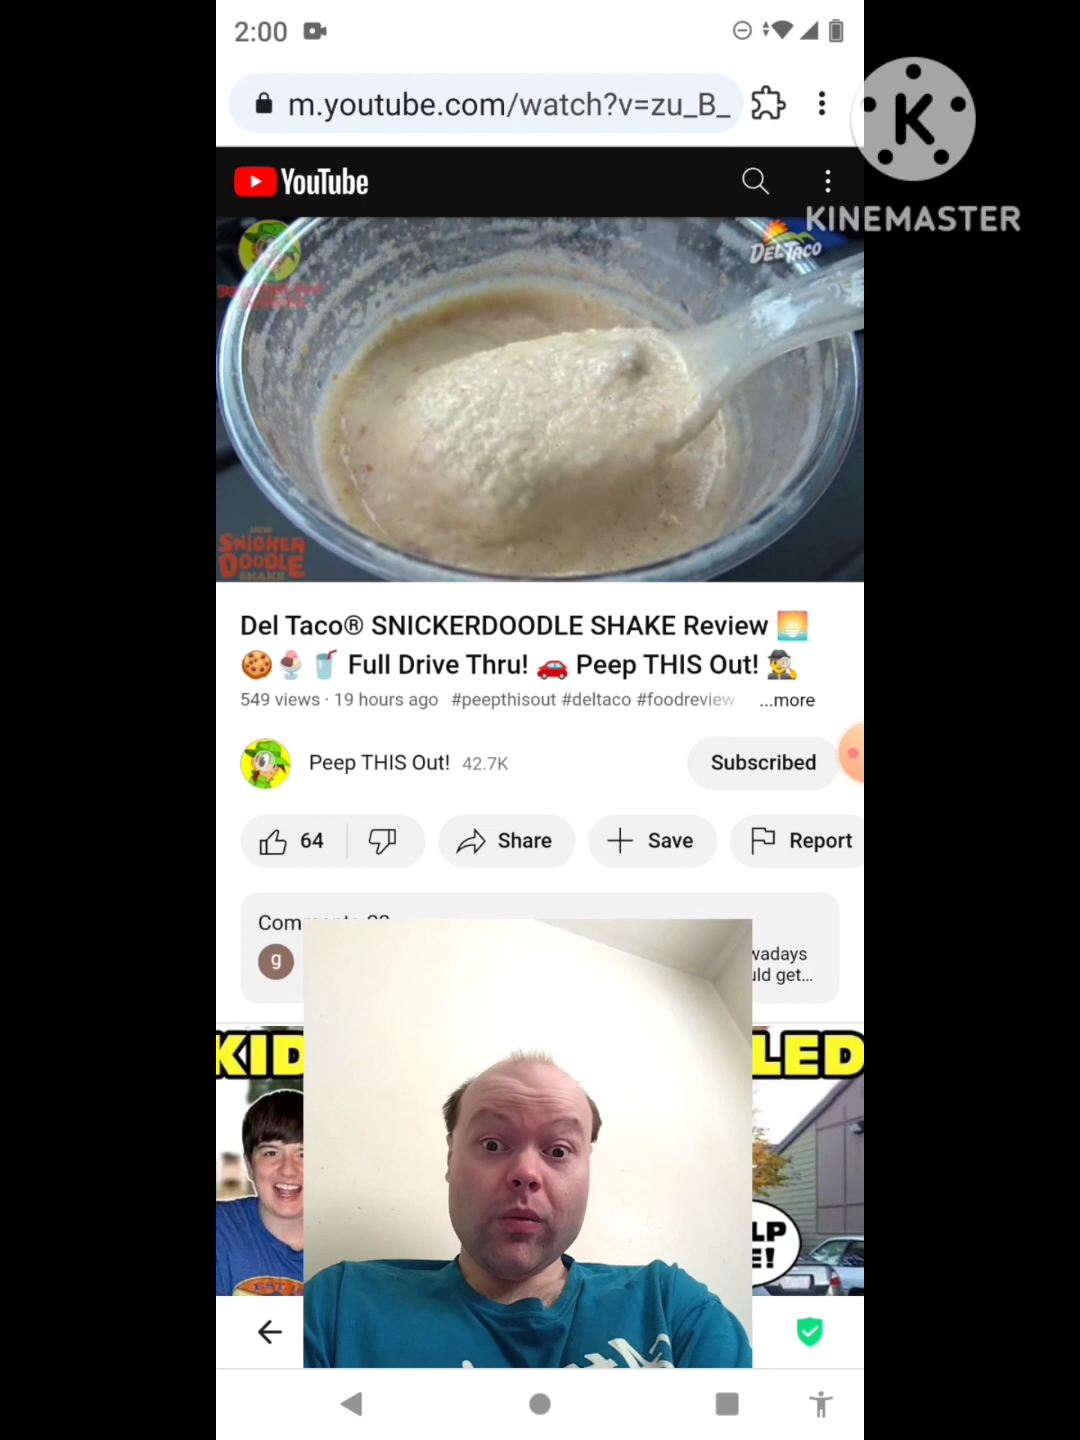 2:00
m.youtube.com/watch?v=zu_B_
K
KINEMASTER
YouTube
DEL TACO
NEW
SNICKER
DOODLE
SHAKE
Del Taco® SNICKERDOODLE SHAKE Review 🌅
🍪🍨🥤 Full Drive Thru! 🚗 Peep THIS Out! 🕵️
549 views · 19 hours ago #peepthisout #deltaco #foodreview ...more
Peep THIS Out! 42.7K
Subscribed
64
Share
Save
Report
g
uld get...
KID
LED
LP
E!